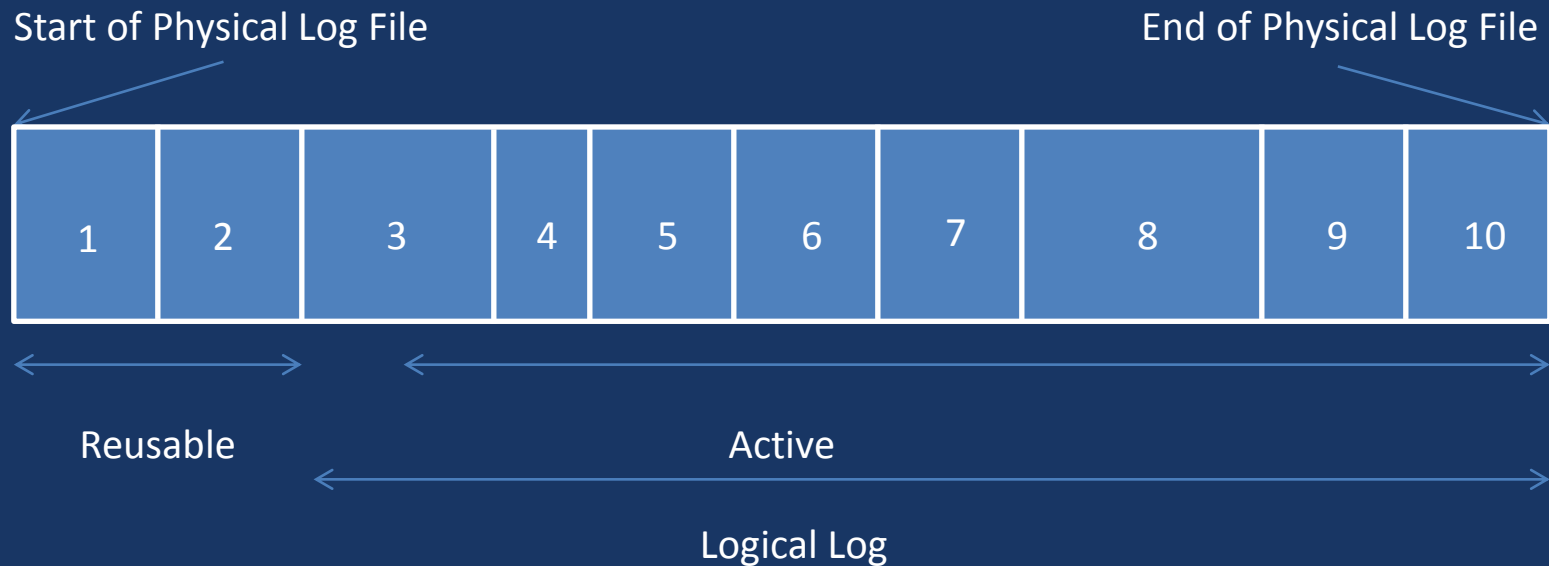 Start of Physical Log File
End of Physical Log File
1 2 3 4 5 6 7 8 9 10
Reusable
Active
Logical Log